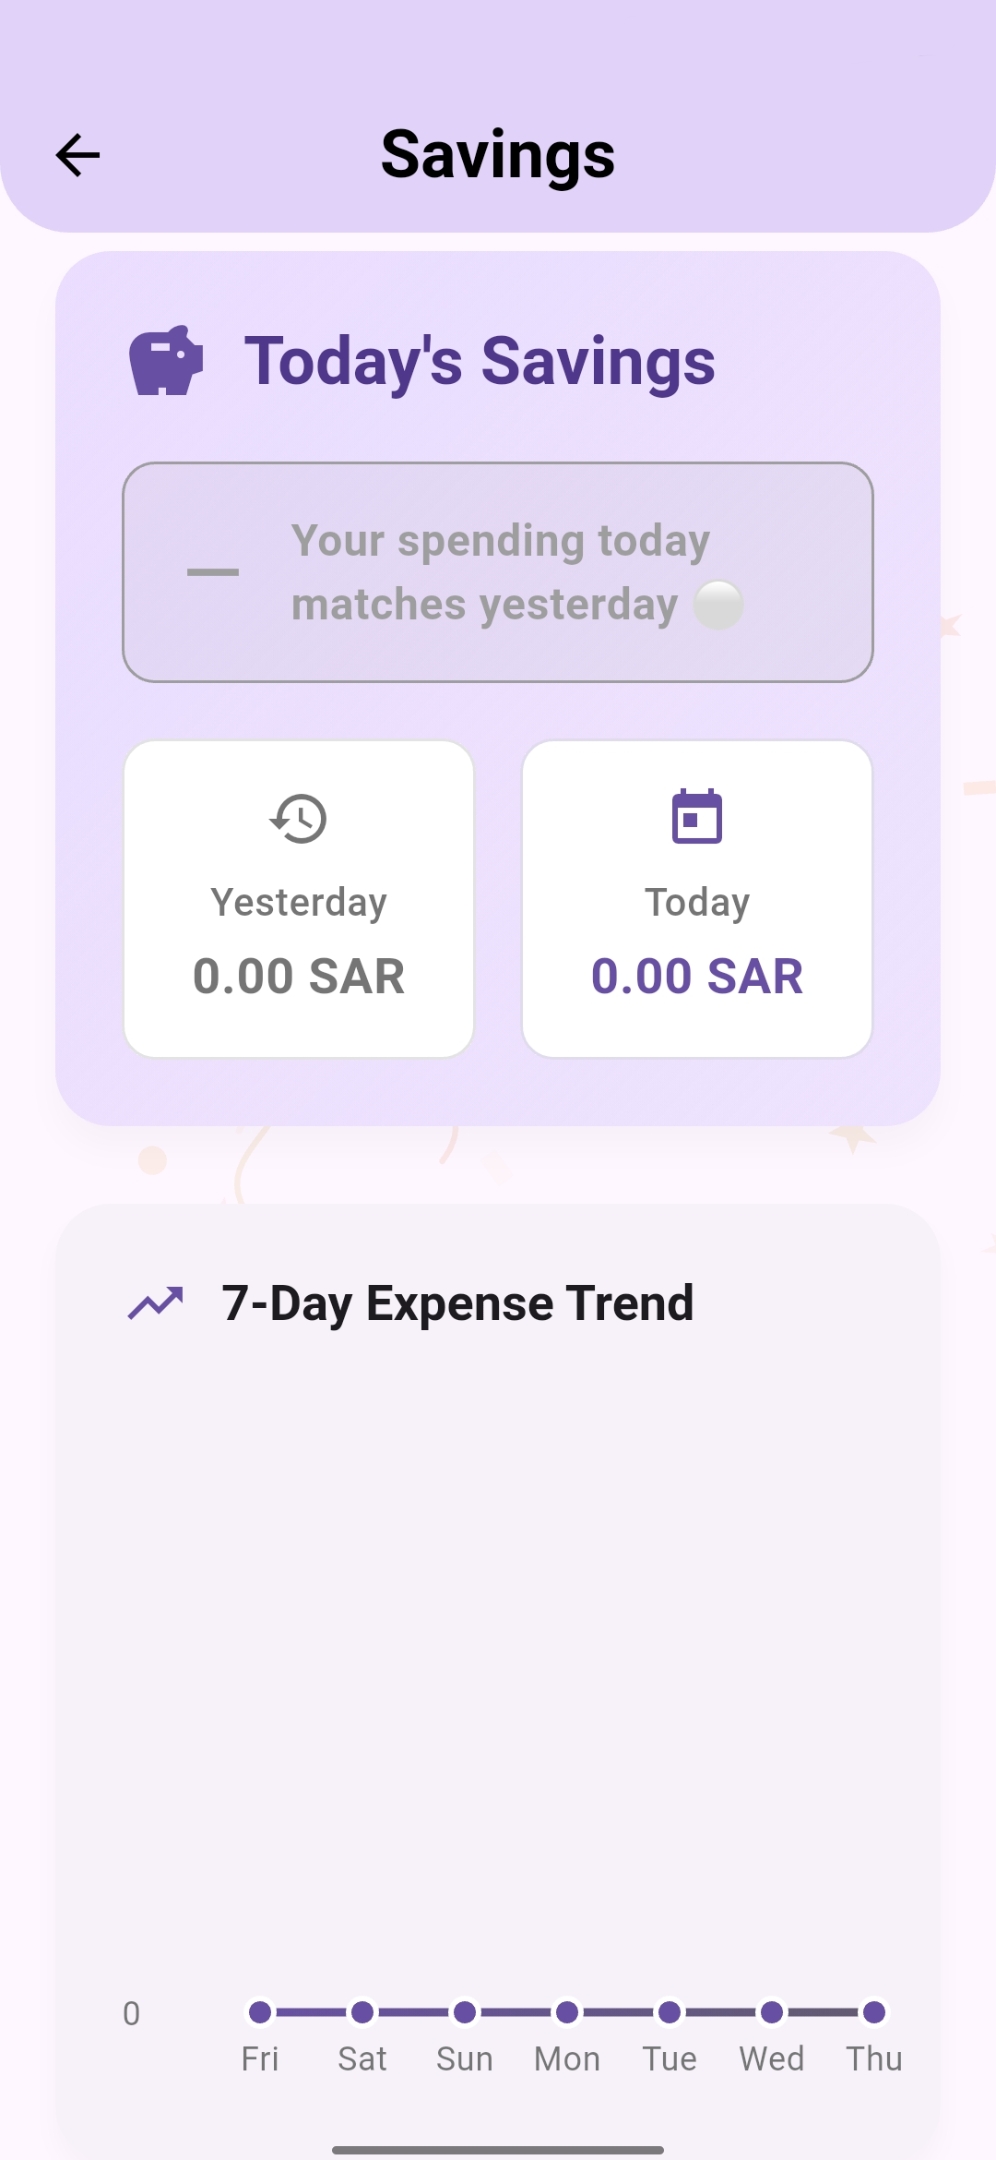 Savings
Today's Savings
Your spending today
matches yesterday
Yesterday
0.00 SAR
Today
0.00 SAR
7-Day Expense Trend
0
Fri Sat Sun Mon Tue Wed Thu